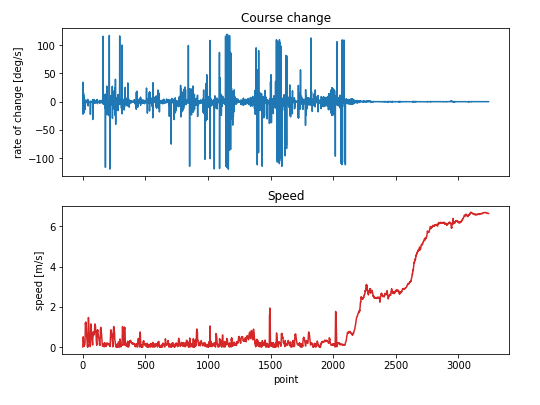 Course change
rate of change [deg/s]
100
50
0
−50
−100
Speed
speed [m/s]
6
4
2
0
0 500 1000 1500 2000 2500 3000
point